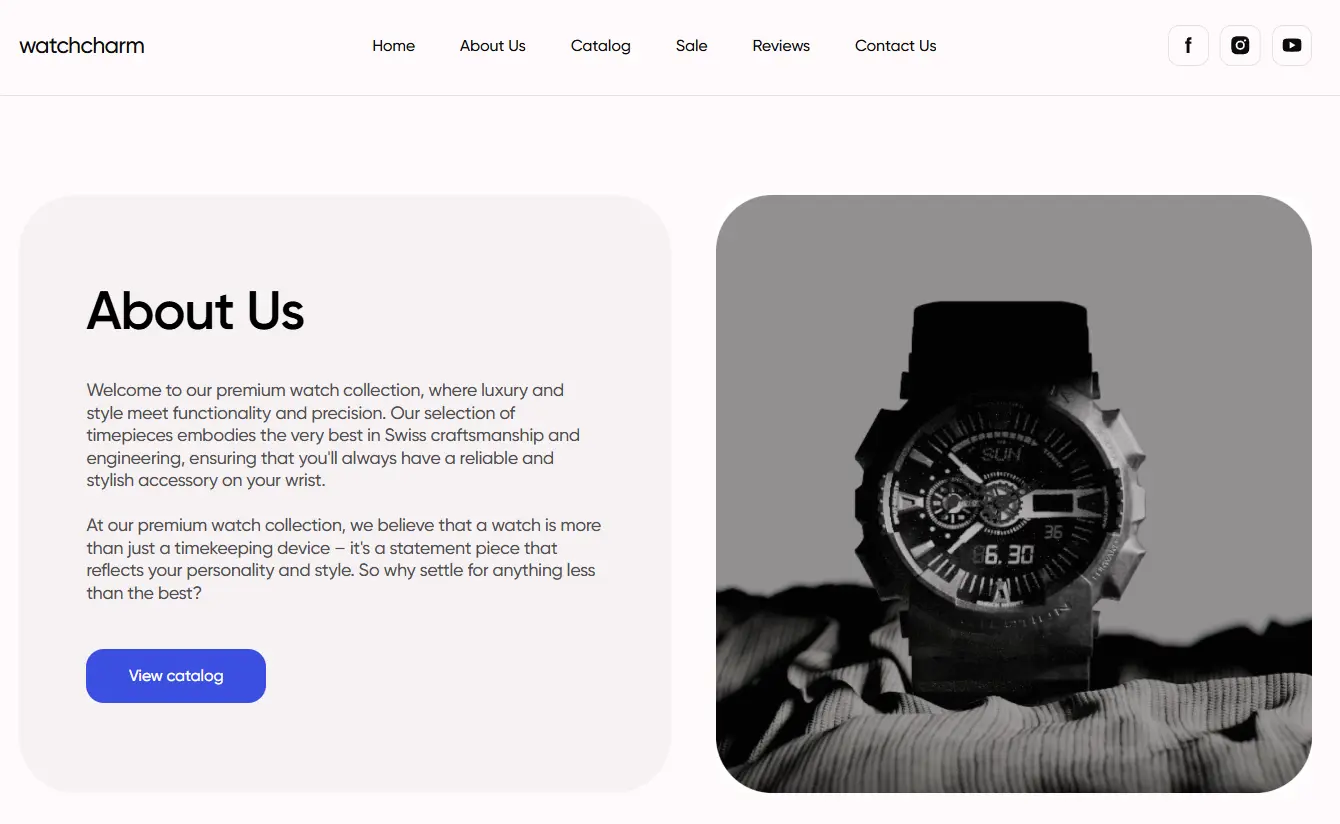 watchcharm
Home
About Us
Catalog
Sale
Reviews
Contact Us
About Us
Welcome to our premium watch collection, where luxury and
style meet functionality and precision. Our selection of
timepieces embodies the very best in Swiss craftsmanship and
engineering, ensuring that you'll always have a reliable and
stylish accessory on your wrist.
At our premium watch collection, we believe that a watch is more
than just a timekeeping device – it's a statement piece that
reflects your personality and style. So why settle for anything less
than the best?
View catalog
SUN
36
6.30